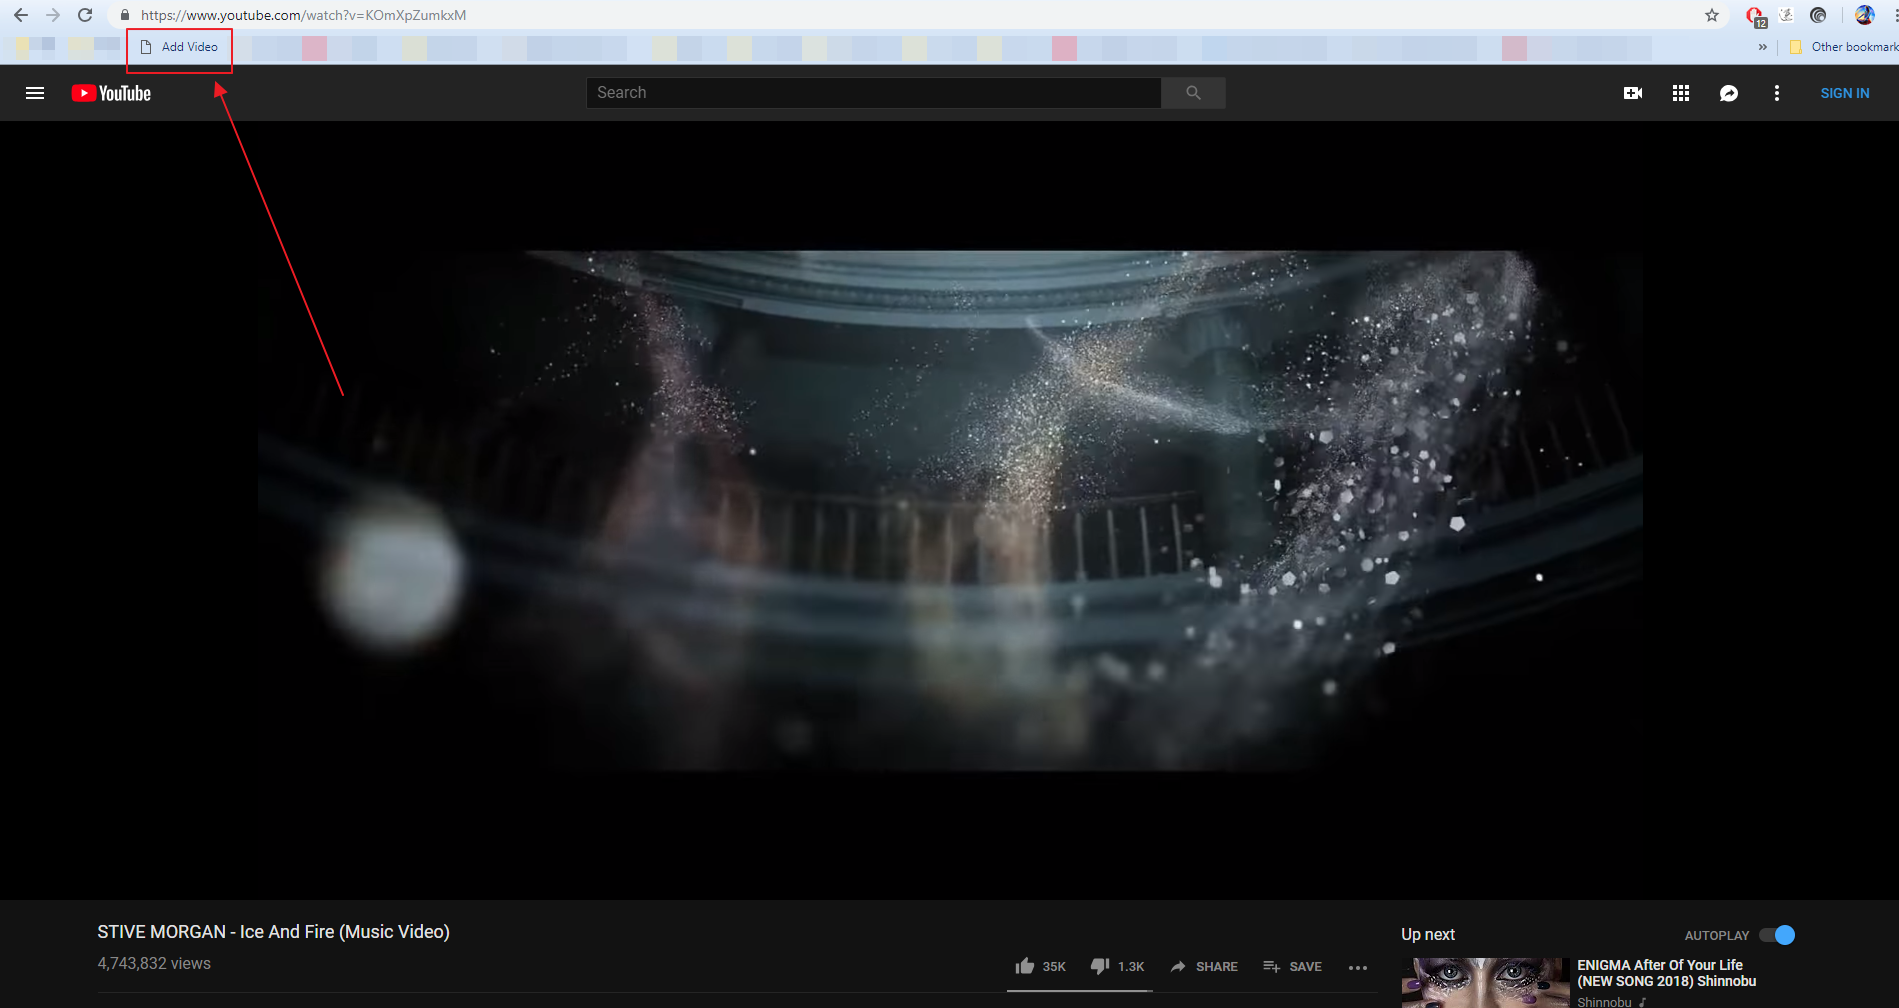 https://www.youtube.com/watch?v=KOmXpZumkxM
12
Add Video
»
Other bookmark
YouTube
Search
SIGN IN
STIVE MORGAN - Ice And Fire (Music Video)
4,743,832 views
35K
1.3K
SHARE
SAVE
Up next
AUTOPLAY
ENIGMA After Of Your Life
(NEW SONG 2018) Shinnobu
Shinnobu